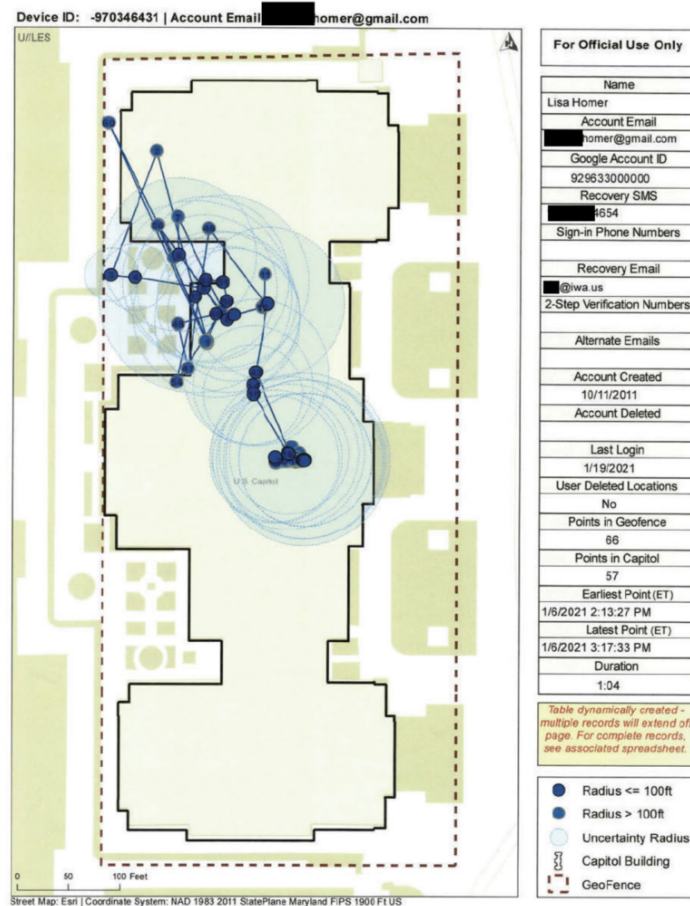 Device ID: -970346431 | Account Email homer@gmail.com
U//LES
For Official Use Only
Name
Lisa Homer
Account Email
homer@gmail.com
Google Account ID
929633000000
Recovery SMS
4654
Sign-in Phone Numbers
Recovery Email
@iwa.us
2-Step Verification Numbers
Alternate Emails
Account Created
10/11/2011
Account Deleted
Last Login
1/19/2021
User Deleted Locations
No
Points in Geofence
66
Points in Capitol
57
Earliest Point (ET)
1/6/2021 2:13:27 PM
Latest Point (ET)
1/6/2021 3:17:33 PM
Duration
1:04
Table dynamically created -
multiple records will extend off
page. For complete records,
see associated spreadsheet.
Radius <= 100ft
Radius > 100ft
Uncertainty Radius
Capitol Building
GeoFence
U.S. Capitol
0 50 100 Feet
Street Map: Esri | Coordinate System: NAD 1983 2011 StatePlane Maryland FIPS 1900 Ft US